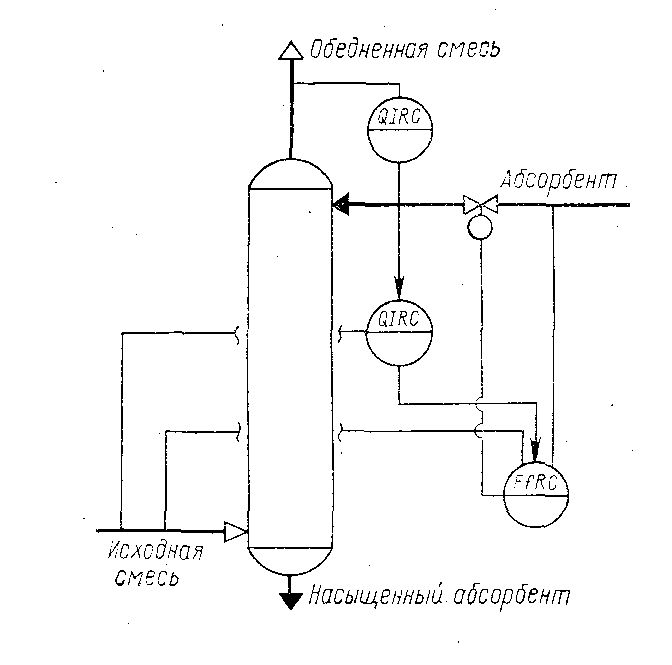 Обедненная смесь
QIRC
Абсорбент
QIRC
FfRC
Исходная
смесь
Насыщенный абсорбент